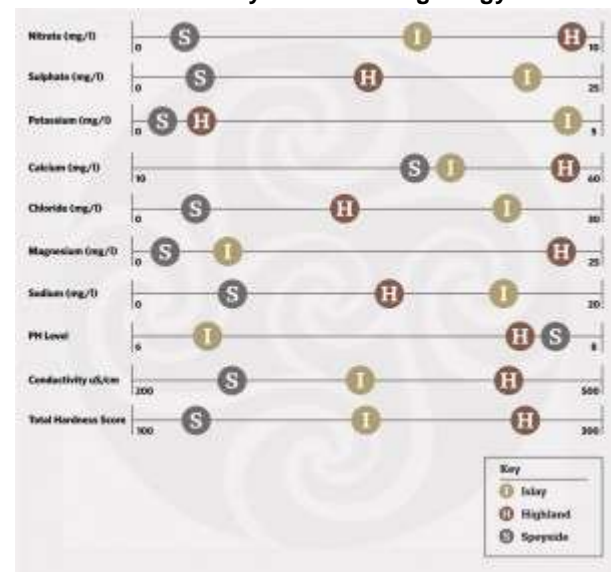 Nitrate (mg/l) 0 S I H 10
Sulphate (mg/l) 0 S H I 25
Potassium (mg/l) 0 S H I 5
Calcium (mg/l) 10 S I H 60
Chloride (mg/l) 0 S H I 30
Magnesium (mg/l) 0 S I H 25
Sodium (mg/l) 0 S H I 20
PH Level 6 I H S 8
Conductivity uS/cm 200 S I H 500
Total Hardness Score 100 S I H 300
Key
I Islay
H Highland
S Speyside